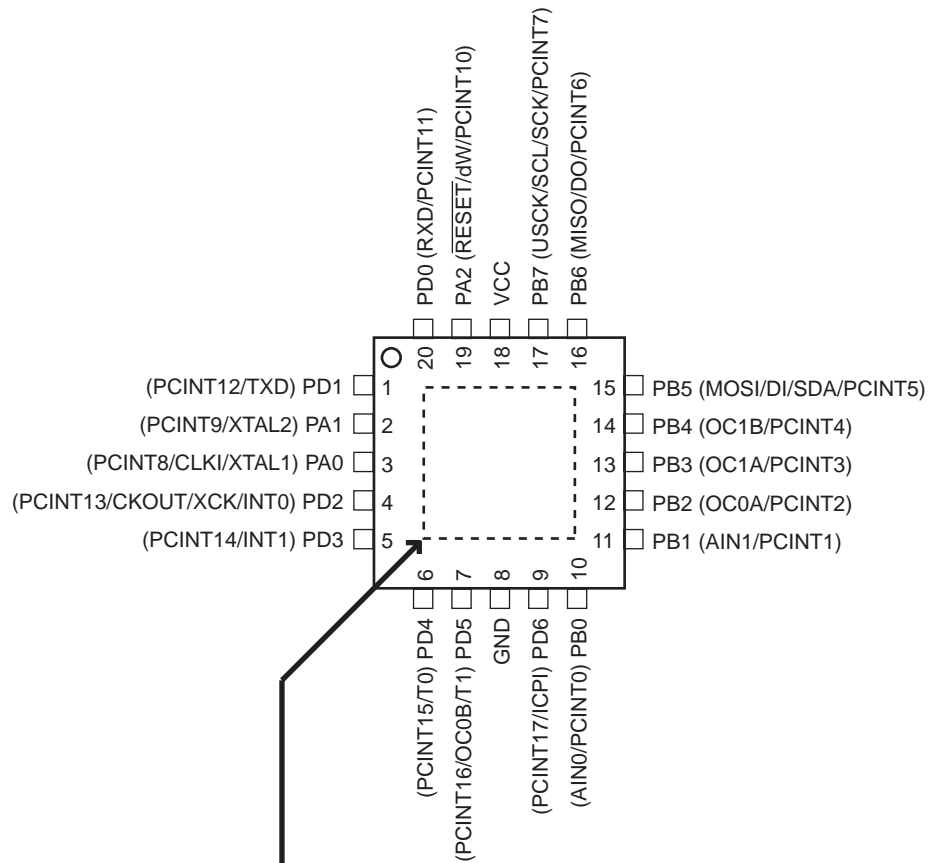 PD0 (RXD/PCINT11)
PA2 (RESET/dW/PCINT10)
VCC
PB7 (USCK/SCL/SCK/PCINT7)
PB6 (MISO/DO/PCINT6)
20
19
18
17
16
(PCINT12/TXD) PD1
1
(PCINT9/XTAL2) PA1
2
(PCINT8/CLKI/XTAL1) PA0
3
(PCINT13/CKOUT/XCK/INT0) PD2
4
(PCINT14/INT1) PD3
5
15
PB5 (MOSI/DI/SDA/PCINT5)
14
PB4 (OC1B/PCINT4)
13
PB3 (OC1A/PCINT3)
12
PB2 (OC0A/PCINT2)
11
PB1 (AIN1/PCINT1)
6
7
8
9
10
(PCINT15/T0) PD4
(PCINT16/OC0B/T1) PD5
GND
(PCINT17/ICPI) PD6
(AIN0/PCINT0) PB0